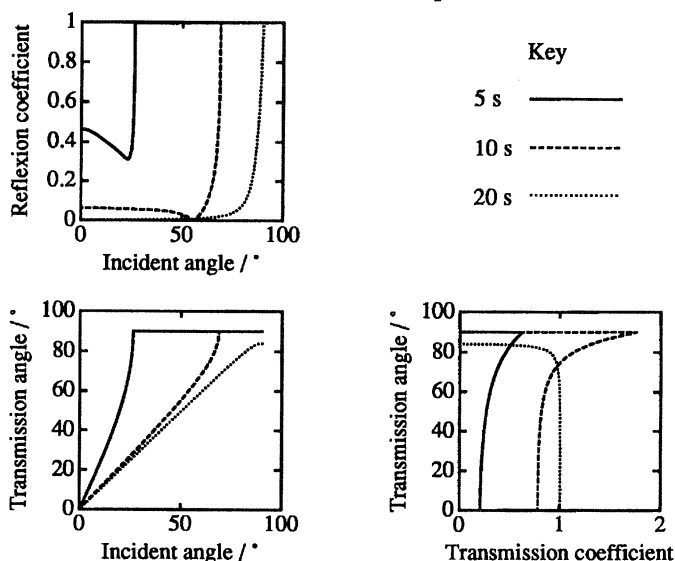 1
0.8
0.6
0.4
0.2
0
0 50 100
Reflexion coefficient
Incident angle / °
Key
5 s
10 s
20 s
100
80
60
40
20
0
0 50 100
Transmission angle / °
Incident angle / °
100
80
60
40
20
0
0 1 2
Transmission angle / °
Transmission coefficient